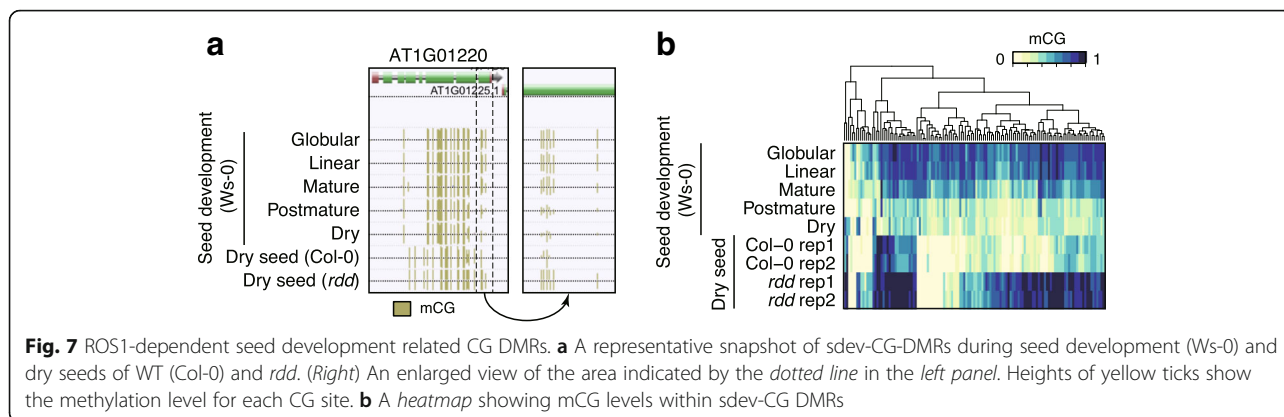 a
AT1G01220
AT1G01225.1
Seed development
(Ws-0)
Globular
Linear
Mature
Postmature
Dry
Dry seed (Col-0)
Dry seed (rdd)
mCG
b
mCG
0 1
Seed development
(Ws-0)
Globular
Linear
Mature
Postmature
Dry
Dry seed
Col–0 rep1
Col–0 rep2
rdd rep1
rdd rep2
Fig. 7 ROS1-dependent seed development related CG DMRs. a A representative snapshot of sdev-CG-DMRs during seed development (Ws-0) and
dry seeds of WT (Col-0) and rdd. (Right) An enlarged view of the area indicated by the dotted line in the left panel. Heights of yellow ticks show
the methylation level for each CG site. b A heatmap showing mCG levels within sdev-CG DMRs